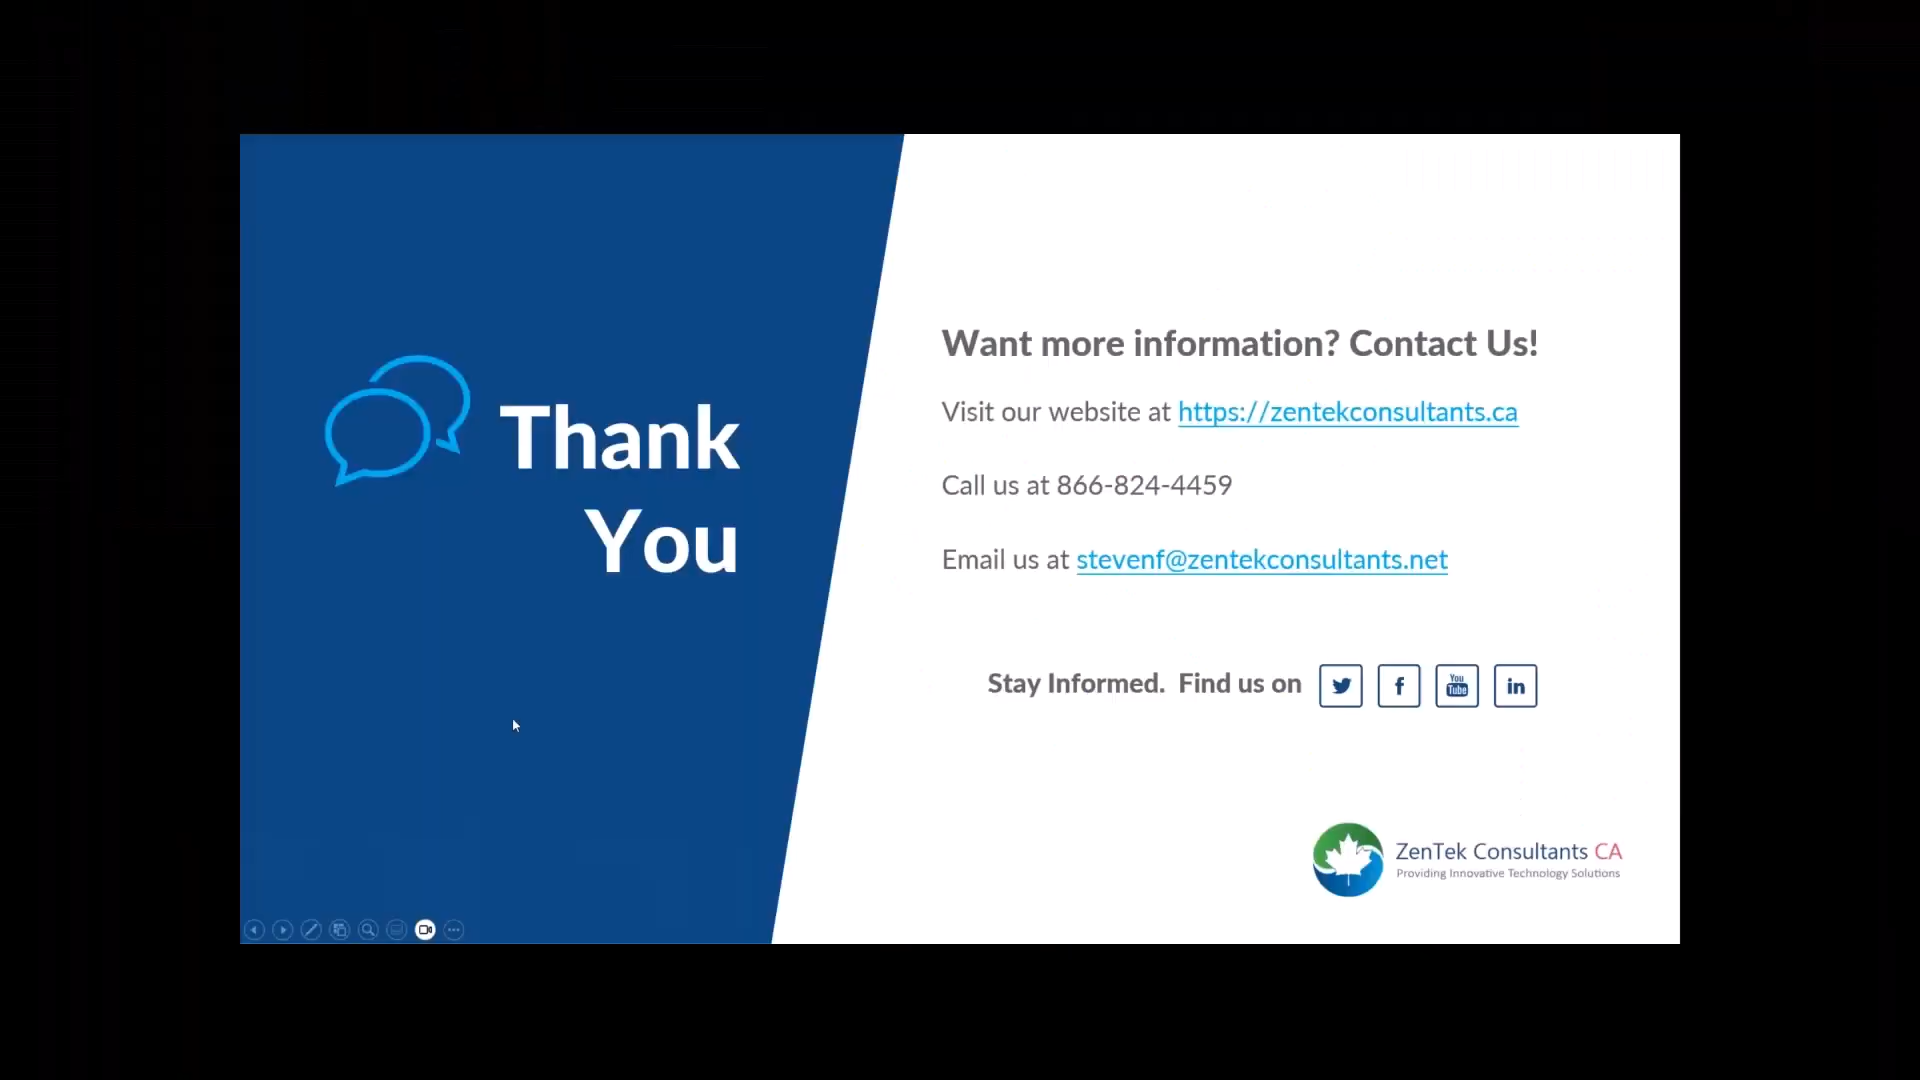 Thank
You
Want more information? Contact Us!
Visit our website at https://zentekconsultants.ca
Call us at 866-824-4459
Email us at stevenf@zentekconsultants.net
Stay Informed. Find us on
f
You
Tube
in
ZenTek Consultants CA
Providing Innovative Technology Solutions